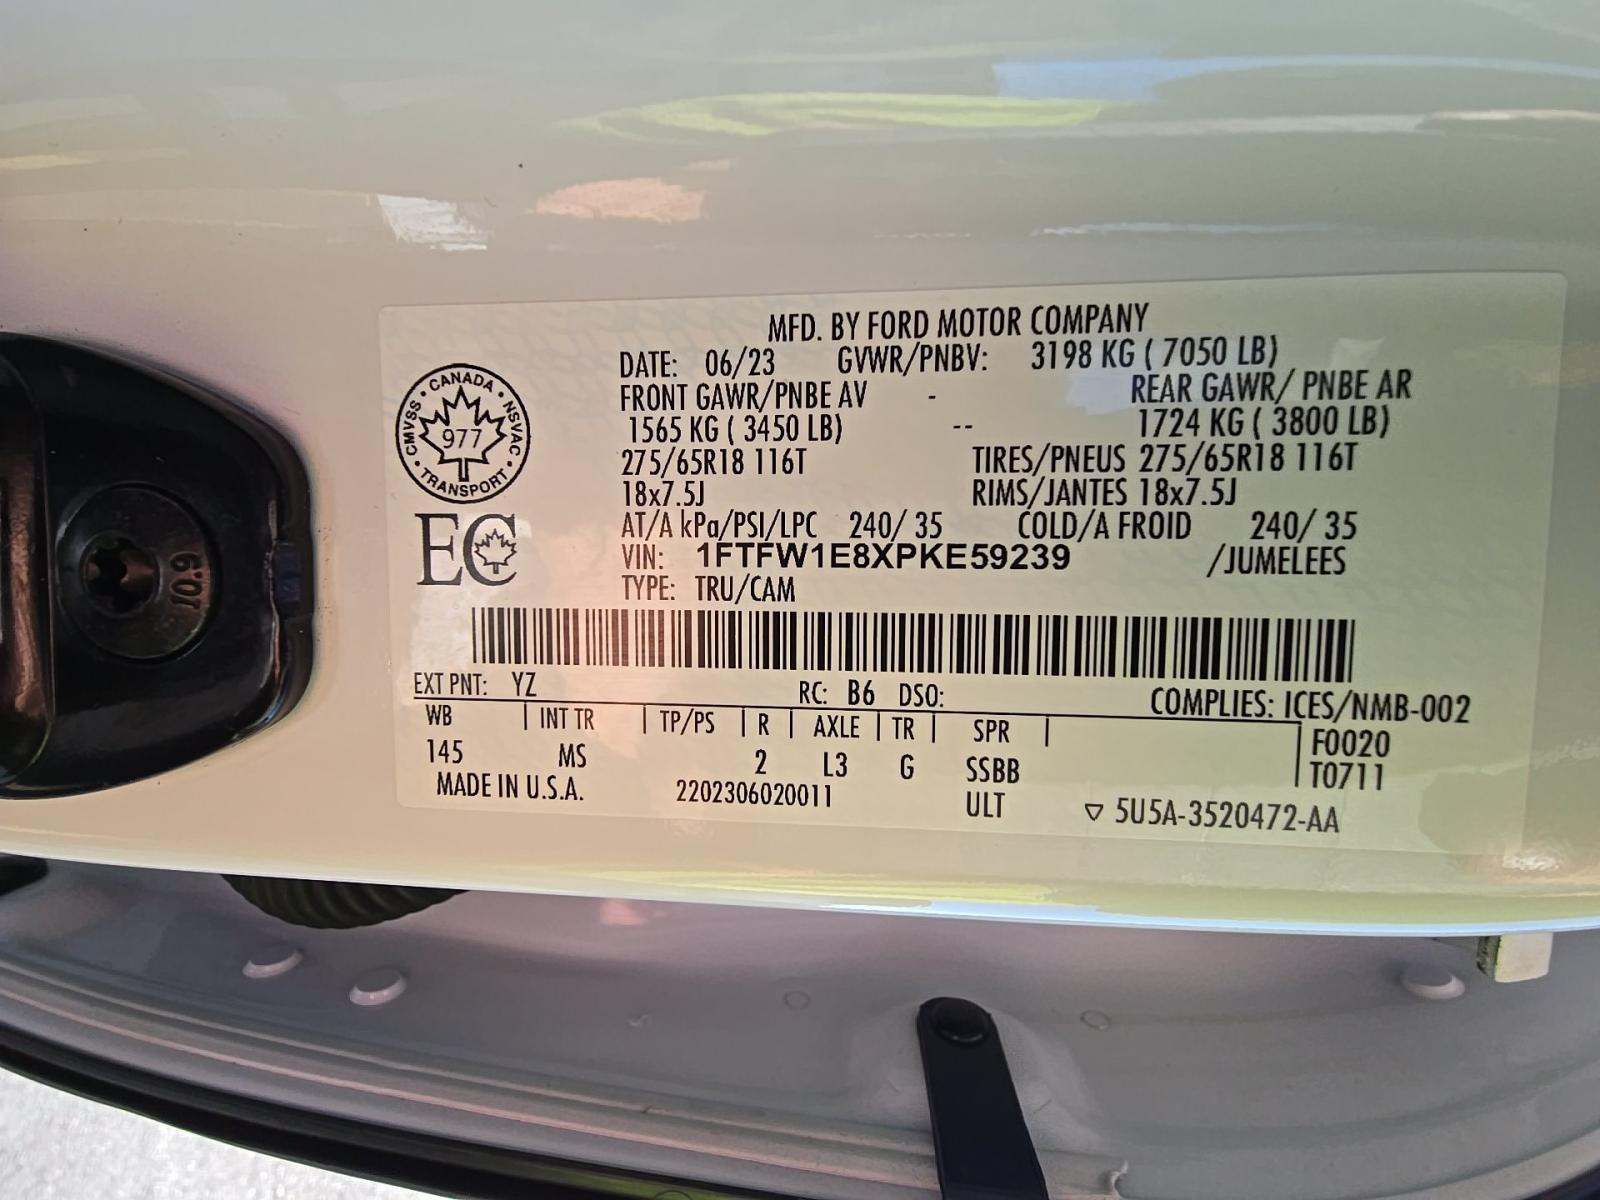 MFD. BY FORD MOTOR COMPANY
DATE: 06/23 GVWR/PNBV: 3198 KG ( 7050 LB)
FRONT GAWR/PNBE AV - REAR GAWR/ PNBE AR
1565 KG ( 3450 LB) -- 1724 KG ( 3800 LB)
275/65R18 116T TIRES/PNEUS 275/65R18 116T
18x7.5J RIMS/JANTES 18x7.5J
AT/A kPa/PSI/LPC 240/ 35 COLD/A FROID 240/ 35
VIN: 1FTFW1E8XPKE59239 /JUMELEES
TYPE: TRU/CAM
CANADA · NSVAC · TRANSPORT · CMVSS
977
EC
10.9
EXT PNT: YZ RC: B6 DSO: COMPLIES: ICES/NMB-002
WB | INT TR | TP/PS | R | AXLE | TR | SPR | F0020
145 MS 2 L3 G SSBB T0711
MADE IN U.S.A. 2202306020011 ULT ▽ 5U5A-3520472-AA